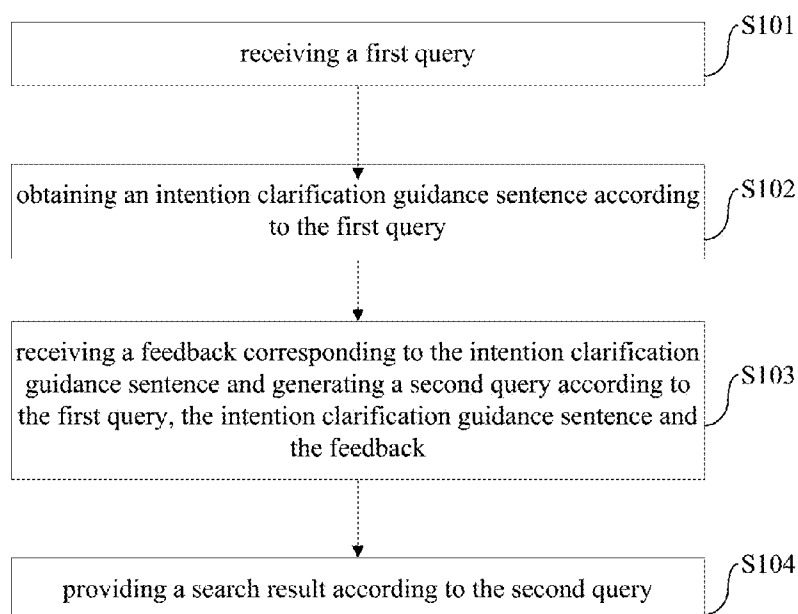 S101
receiving a first query
S102
obtaining an intention clarification guidance sentence according
to the first query
receiving a feedback corresponding to the intention clarification
guidance sentence and generating a second query according to
the first query, the intention clarification guidance sentence and
the feedback
S103
S104
providing a search result according to the second query